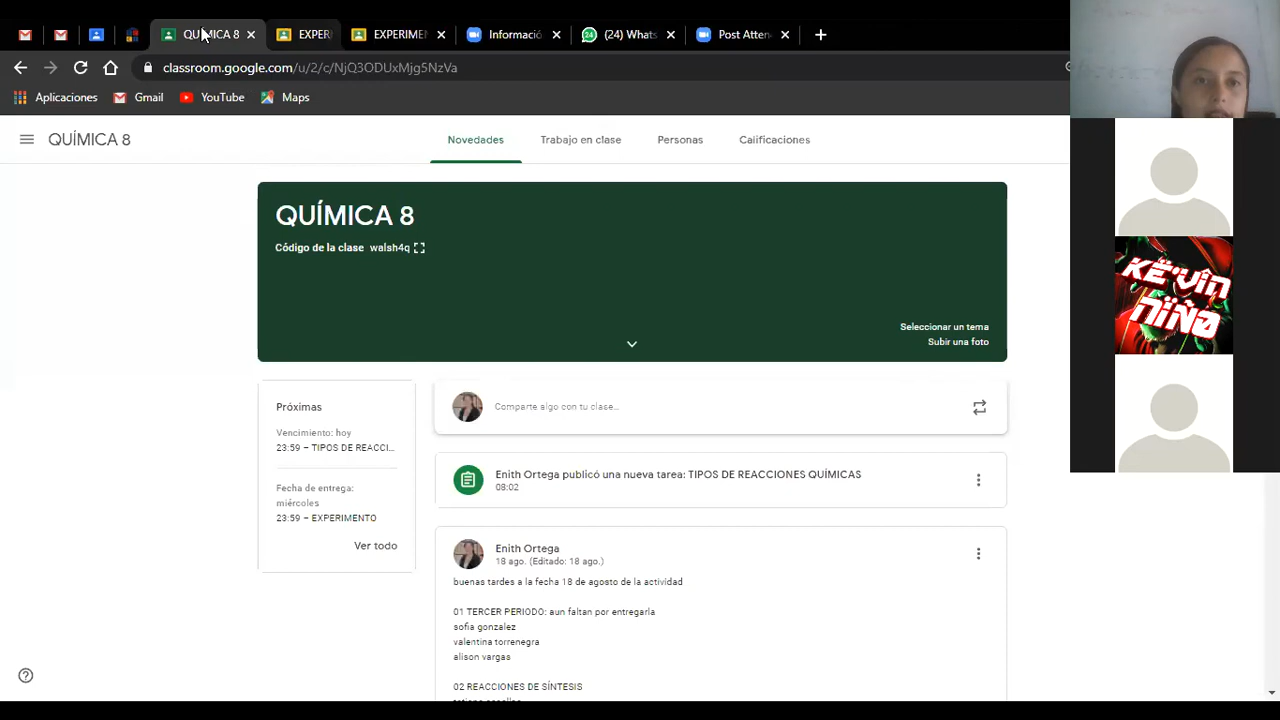 QUÍMICA 8
EXPER
EXPERIMEN
Informació
(24) Whats
Post Atten
classroom.google.com/u/2/c/NjQ3ODUxMjg5NzVa
Aplicaciones
Gmail
YouTube
Maps
QUÍMICA 8
Novedades
Trabajo en clase
Personas
Calificaciones
QUÍMICA 8
Código de la clase walsh4q
Seleccionar un tema
Subir una foto
Próximas
Vencimiento: hoy
23:59 – TIPOS DE REACCI...
Fecha de entrega:
miércoles
23:59 – EXPERIMENTO
Ver todo
Comparte algo con tu clase...
Enith Ortega publicó una nueva tarea: TIPOS DE REACCIONES QUÍMICAS
08:02
Enith Ortega
18 ago. (Editado: 18 ago.)
buenas tardes a la fecha 18 de agosto de la actividad
01 TERCER PERIODO: aun faltan por entregarla
sofia gonzalez
valentina torrenegra
alison vargas
02 REACCIONES DE SÍNTESIS
KËVÏN
NÏÑO